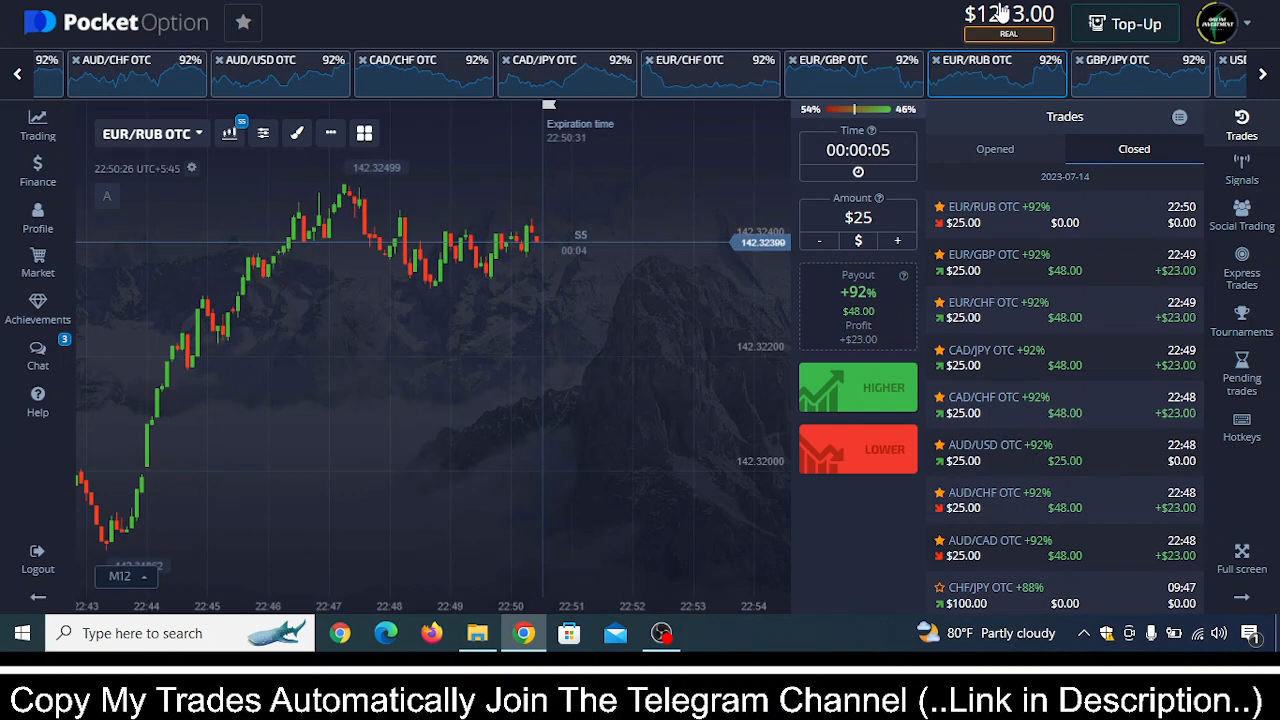 Pocket Option
$1213.00
REAL
Top-Up
92%
AUD/CHF OTC 92%
AUD/USD OTC 92%
CAD/CHF OTC 92%
CAD/JPY OTC 92%
EUR/CHF OTC 92%
EUR/GBP OTC 92%
EUR/RUB OTC 92%
GBP/JPY OTC 92%
USD
Trading
Finance
Profile
Market
Achievements
3
Chat
Help
Logout
EUR/RUB OTC
S5
22:50:26 UTC+5:45
A
Expiration time
22:50:31
142.32499
S5
00:04
142.32400
142.32399
142.32200
142.32000
M12
22:43 22:44 22:45 22:46 22:47 22:48 22:49 22:50 22:51 22:52 22:53 22:54
54% 46%
Time
00:00:05
Amount
$25
- $ +
Payout
+92%
$48.00
Profit
+$23.00
HIGHER
LOWER
Trades
Opened Closed
2023-07-14
EUR/RUB OTC +92% 22:50
$25.00 $0.00 $0.00
EUR/GBP OTC +92% 22:49
$25.00 $48.00 +$23.00
EUR/CHF OTC +92% 22:49
$25.00 $48.00 +$23.00
CAD/JPY OTC +92% 22:49
$25.00 $48.00 +$23.00
CAD/CHF OTC +92% 22:48
$25.00 $48.00 +$23.00
AUD/USD OTC +92% 22:48
$25.00 $25.00 $0.00
AUD/CHF OTC +92% 22:48
$25.00 $48.00 +$23.00
AUD/CAD OTC +92% 22:48
$25.00 $48.00 +$23.00
CHF/JPY OTC +88% 09:47
$100.00 $0.00 $0.00
Trades
Signals
Social Trading
Express
Trades
Tournaments
Pending
trades
Hotkeys
Full screen
Type here to search
80°F Partly cloudy
1
Copy My Trades Automatically Join The Telegram Channel (..Link in Description..)